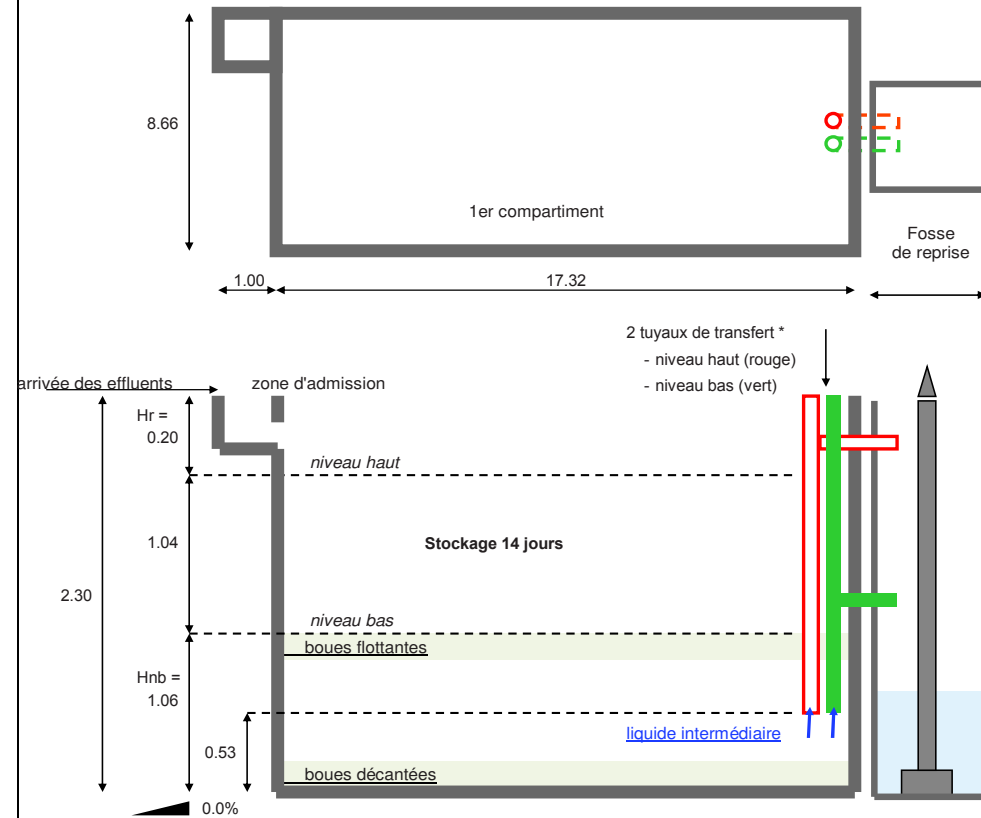 8.66
1er compartiment
Fosse
de reprise
1.00
17.32
2 tuyaux de transfert *
- niveau haut (rouge)
- niveau bas (vert)
arrivée des effluents
zone d'admission
Hr =
0.20
niveau haut
1.04
Stockage 14 jours
2.30
niveau bas
boues flottantes
Hnb =
1.06
liquide intermédiaire
0.53
boues décantées
0.0%